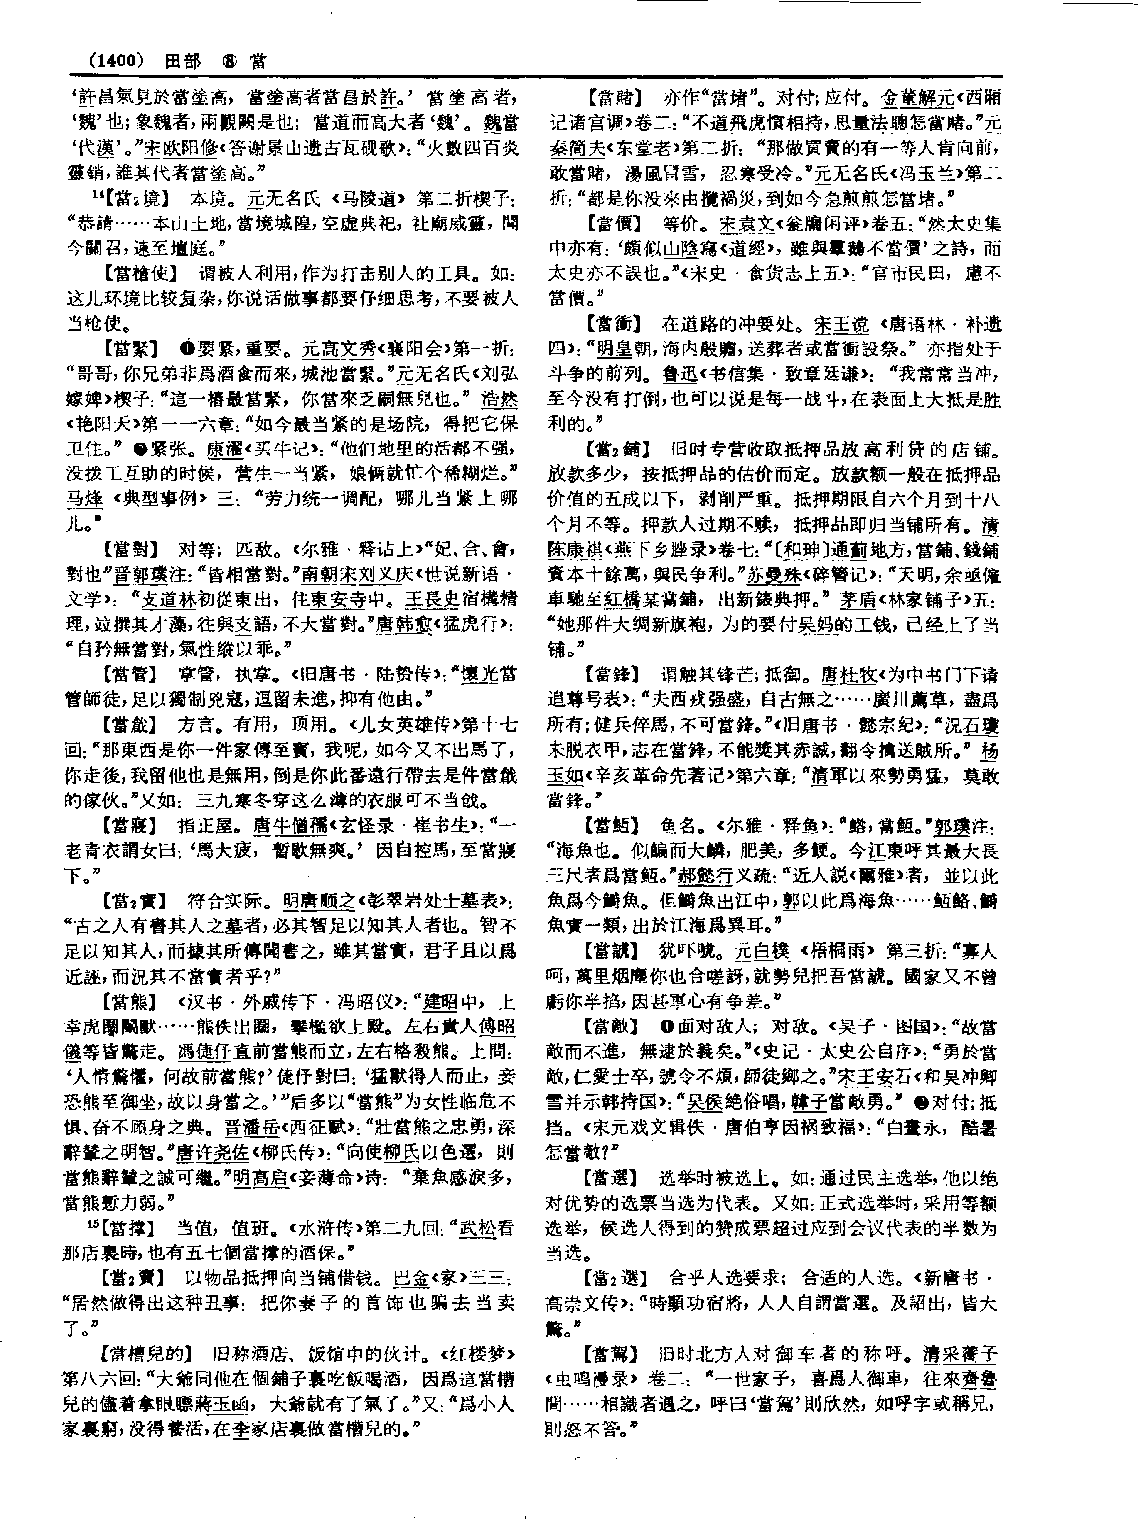 (1400) 田部 ⑧ 當
‘許昌氣見於當塗高，當塗高者當昌於許。’ 當塗高者，
‘魏’也；象魏者，兩觀闕是也；當道而高大者‘魏’。魏當
‘代漢’。”宋欧阳修《答谢景山遗古瓦砚歌》：“火數四百炎
靈銷，誰其代者當塗高。”
14【當2境】 本境。元无名氏《马陵道》第二折楔子：
“恭請……本山土地，當境城隍，空虚典祀，社廟威靈，聞
今關召，速至壇庭。”
【當槍使】 谓被人利用，作为打击别人的工具。如：
这儿环境比较复杂，你说话做事都要仔细思考，不要被人
当枪使。
【當緊】 ❶要紧，重要。元高文秀《襄阳会》第一折：
“哥哥，你兄弟非爲酒食而來，城池當緊。”元无名氏《刘弘
嫁婢》楔子：“這一樁最當紧，你當來乏嗣無兒也。” 浩然
《艳阳天》第一一六章：“如今最当紧的是场院，得把它保
卫住。” ❷紧张。康濯《买牛记》：“他们地里的活都不强，
没拨工互助的时候，营生一当紧，娘俩就忙个稀糊烂。”
马烽《典型事例》三：“劳力统一调配，哪儿当紧上哪
儿。”
【當對】 对等；匹敌。《尔雅·释诂上》“妃、合、會，
對也”晋郭璞注：“皆相當對。”南朝宋刘义庆《世说新语·
文学》：“支道林初從東出，住東安寺中。王長史宿構精
理，竝撰其才藻，往與支語，不大當對。”唐韩愈《猛虎行》：
“自矜無當對，氣性縱以乖。”
【當管】 掌管，执掌。《旧唐书·陆贽传》：“懷光當
管師徒，足以獨制兇寇，逗留未進，抑有他由。”
【當戧】 方言。有用，顶用。《儿女英雄传》第十七
回：“那東西是你一件家傳至寳，我呢，如今又不出馬了，
你走後，我留他也是無用，倒是你此番遠行帶去是件當戧
的傢伙。”又如：三九寒冬穿这么薄的衣服可不当戗。
【當寢】 指正屋。唐牛僧孺《玄怪录·崔书生》：“一
老青衣謂女曰：‘馬大疲，暫歇無爽。’ 因自控馬，至當寢
下。”
【當2實】 符合实际。明唐顺之《彭翠岩处士墓表》：
“古之人有書其人之墓者，必其智足以知其人者也。智不
足以知其人，而據其所傳聞書之，雖其當實，君子且以爲
近誣，而況其不當實者乎？”
【當熊】 《汉书·外戚传下·冯昭仪》：“建昭中，上
幸虎圈鬭獸……熊佚出圈，攀檻欲上殿。左右貴人傅昭
儀等皆驚走。馮倢伃直前當熊而立，左右格殺熊。上問：
‘人情驚懼，何故前當熊？’倢伃對曰：‘猛獸得人而止，妾
恐熊至御坐，故以身當之。’”后多以“當熊”为女性临危不
惧、奋不顾身之典。晋潘岳《西征赋》：“壯當熊之忠勇，深
辭輦之明智。”唐许尧佐《柳氏传》：“向使柳氏以色選，則
當熊辭輦之誠可繼。”明高启《妾薄命》诗：“棄魚感淚多，
當熊慙力弱。”
15【當撑】 当值，值班。《水浒传》第二九回：“武松看
那店裏時，也有五七個當撑的酒保。”
【當2賣】 以物品抵押向当铺借钱。巴金《家》三三：
“居然做得出这种丑事：把你妻子的首饰也骗去当卖
了。”
【當槽兒的】 旧称酒店、饭馆中的伙计。《红楼梦》
第八六回：“大爺同他在個鋪子裏吃飯喝酒，因爲這當槽
兒的儘着拿眼瞟蔣玉函，大爺就有了氣了。”又：“爲小人
家裏窮，没得養活，在李家店裏做當槽兒的。”
【當賭】 亦作“當堵”。对付；应付。金董解元《西厢
记诸宫调》卷二：“不道飛虎慣相持，思量法聰怎當賭。”元
秦简夫《东堂老》第二折：“那做買賣的有一等人肯向前，
敢當賭，湯風冒雪，忍寒受冷。”元无名氏《冯玉兰》第二
折：“都是你没來由攬禍災，到如今急煎煎怎當堵。”
【當價】 等价。宋袁文《瓮牖闲评》卷五：“然太史集
中亦有：‘頗似山陰寫《道經》，雖與羣鵝不當價’之詩，而
太史亦不誤也。”《宋史·食货志上五》：“官市民田，慮不
當價。”
【當衝】 在道路的冲要处。宋王谠《唐语林·补遗
四》：“明皇朝，海内殷贍，送葬者或當衝設祭。” 亦指处于
斗争的前列。鲁迅《书信集·致章廷谦》：“我常常当冲，
至今没有打倒，也可以说是每一战斗，在表面上大抵是胜
利的。”
【當2鋪】 旧时专营收取抵押品放高利贷的店铺。
放款多少，按抵押品的估价而定。放款额一般在抵押品
价值的五成以下，剥削严重。抵押期限自六个月到十八
个月不等。押款人过期不赎，抵押品即归当铺所有。清
陈康祺《燕下乡脞录》卷七：“〔和珅〕通薊地方，當鋪、錢鋪
資本十餘萬，與民争利。”苏曼殊《碎簪记》：“天明，余亟僱
車馳至紅橋某當鋪，出新錶典押。” 茅盾《林家铺子》五：
“她那件大绸新旗袍，为的要付吴妈的工钱，已经上了当
铺。”
【當鋒】 谓触其锋芒；抵御。唐杜牧《为中书门下请
追尊号表》：“夫西戎强盛，自古無之……廣川薦草，盡爲
所有；健兵倅馬，不可當鋒。”《旧唐书·懿宗纪》：“況石瓊
未脱衣甲，志在當鋒，不能獎其赤誠，翻令擒送賊所。” 杨
玉如《辛亥革命先著记》第六章：“清軍以來勢勇猛，莫敢
當鋒。”
【當魱】 鱼名。《尔雅·释鱼》：“鯦，當魱。”郭璞注：
“海魚也。似鯿而大鱗，肥美，多鯁。今江東呼其最大長
三尺者爲當魱。”郝懿行义疏：“近人説《爾雅》者，並以此
魚爲今鰣魚。但鰣魚出江中，郭以此爲海魚……魱鯦、鰣
魚實一類，出於江海爲異耳。”
【當誠】 犹吓唬。元白樸《梧桐雨》第三折：“寡人
呵，萬里烟塵你也合嗟訝，就勢兒把吾當諕。國家又不曾
虧你半掐，因甚軍心有争差。”
【當敵】 ❶面对敌人；对敌。《吴子·图国》：“故當
敵而不進，無逮於義矣。”《史记·太史公自序》：“勇於當
敵，仁愛士卒，號令不煩，師徒鄉之。”宋王安石《和吴冲卿
雪并示韩持国》：“吴侯絶俗唱，韓子當敵勇。” ❷对付；抵
挡。《宋元戏文辑佚·唐伯亨因祸致福》：“白晝永，酷暑
怎當敵？”
【當選】 选举时被选上。如：通过民主选举，他以绝
对优势的选票当选为代表。又如：正式选举时，采用等额
选举，候选人得到的赞成票超过应到会议代表的半数为
当选。
【當2選】 合乎人选要求；合适的人选。《新唐书·
高崇文传》：“時顯功宿將，人人自謂當選。及詔出，皆大
驚。”
【當駕】 旧时北方人对御车者的称呼。清采蘅子
《虫鸣漫录》卷二：“一世家子，喜爲人御車，往來齊魯
間……相識者遇之，呼曰‘當駕’則欣然，如呼字或稱兄，
則怒不答。”